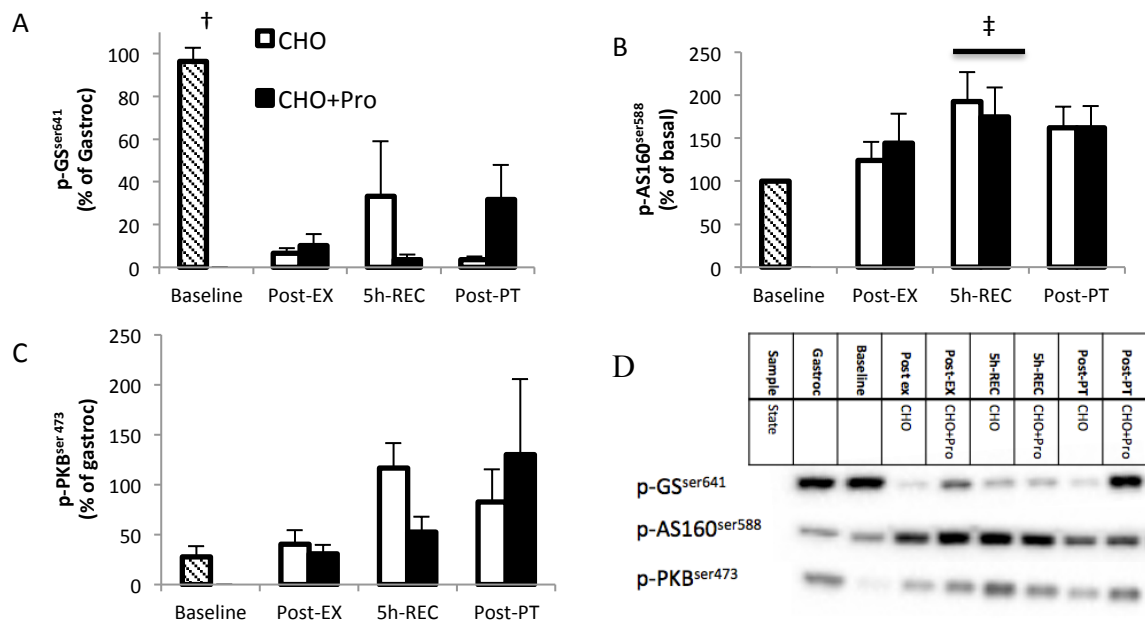 A
†
CHO
CHO+Pro
p-GSser641
(% of Gastroc)
100
80
60
40
20
0
Baseline Post-EX 5h-REC Post-PT
B
‡
p-AS160ser588
(% of basal)
250
200
150
100
50
0
Baseline Post-EX 5h-REC Post-PT
C
p-PKBser 473
(% of gastroc)
250
200
150
100
50
0
Baseline Post-EX 5h-REC Post-PT
D
Sample Gastroc Baseline Post ex Post-EX 5h-REC 5h-REC Post-PT Post-PT
State CHO CHO+Pro CHO CHO+Pro CHO CHO+Pro
p-GSser641
p-AS160ser588
p-PKBser473